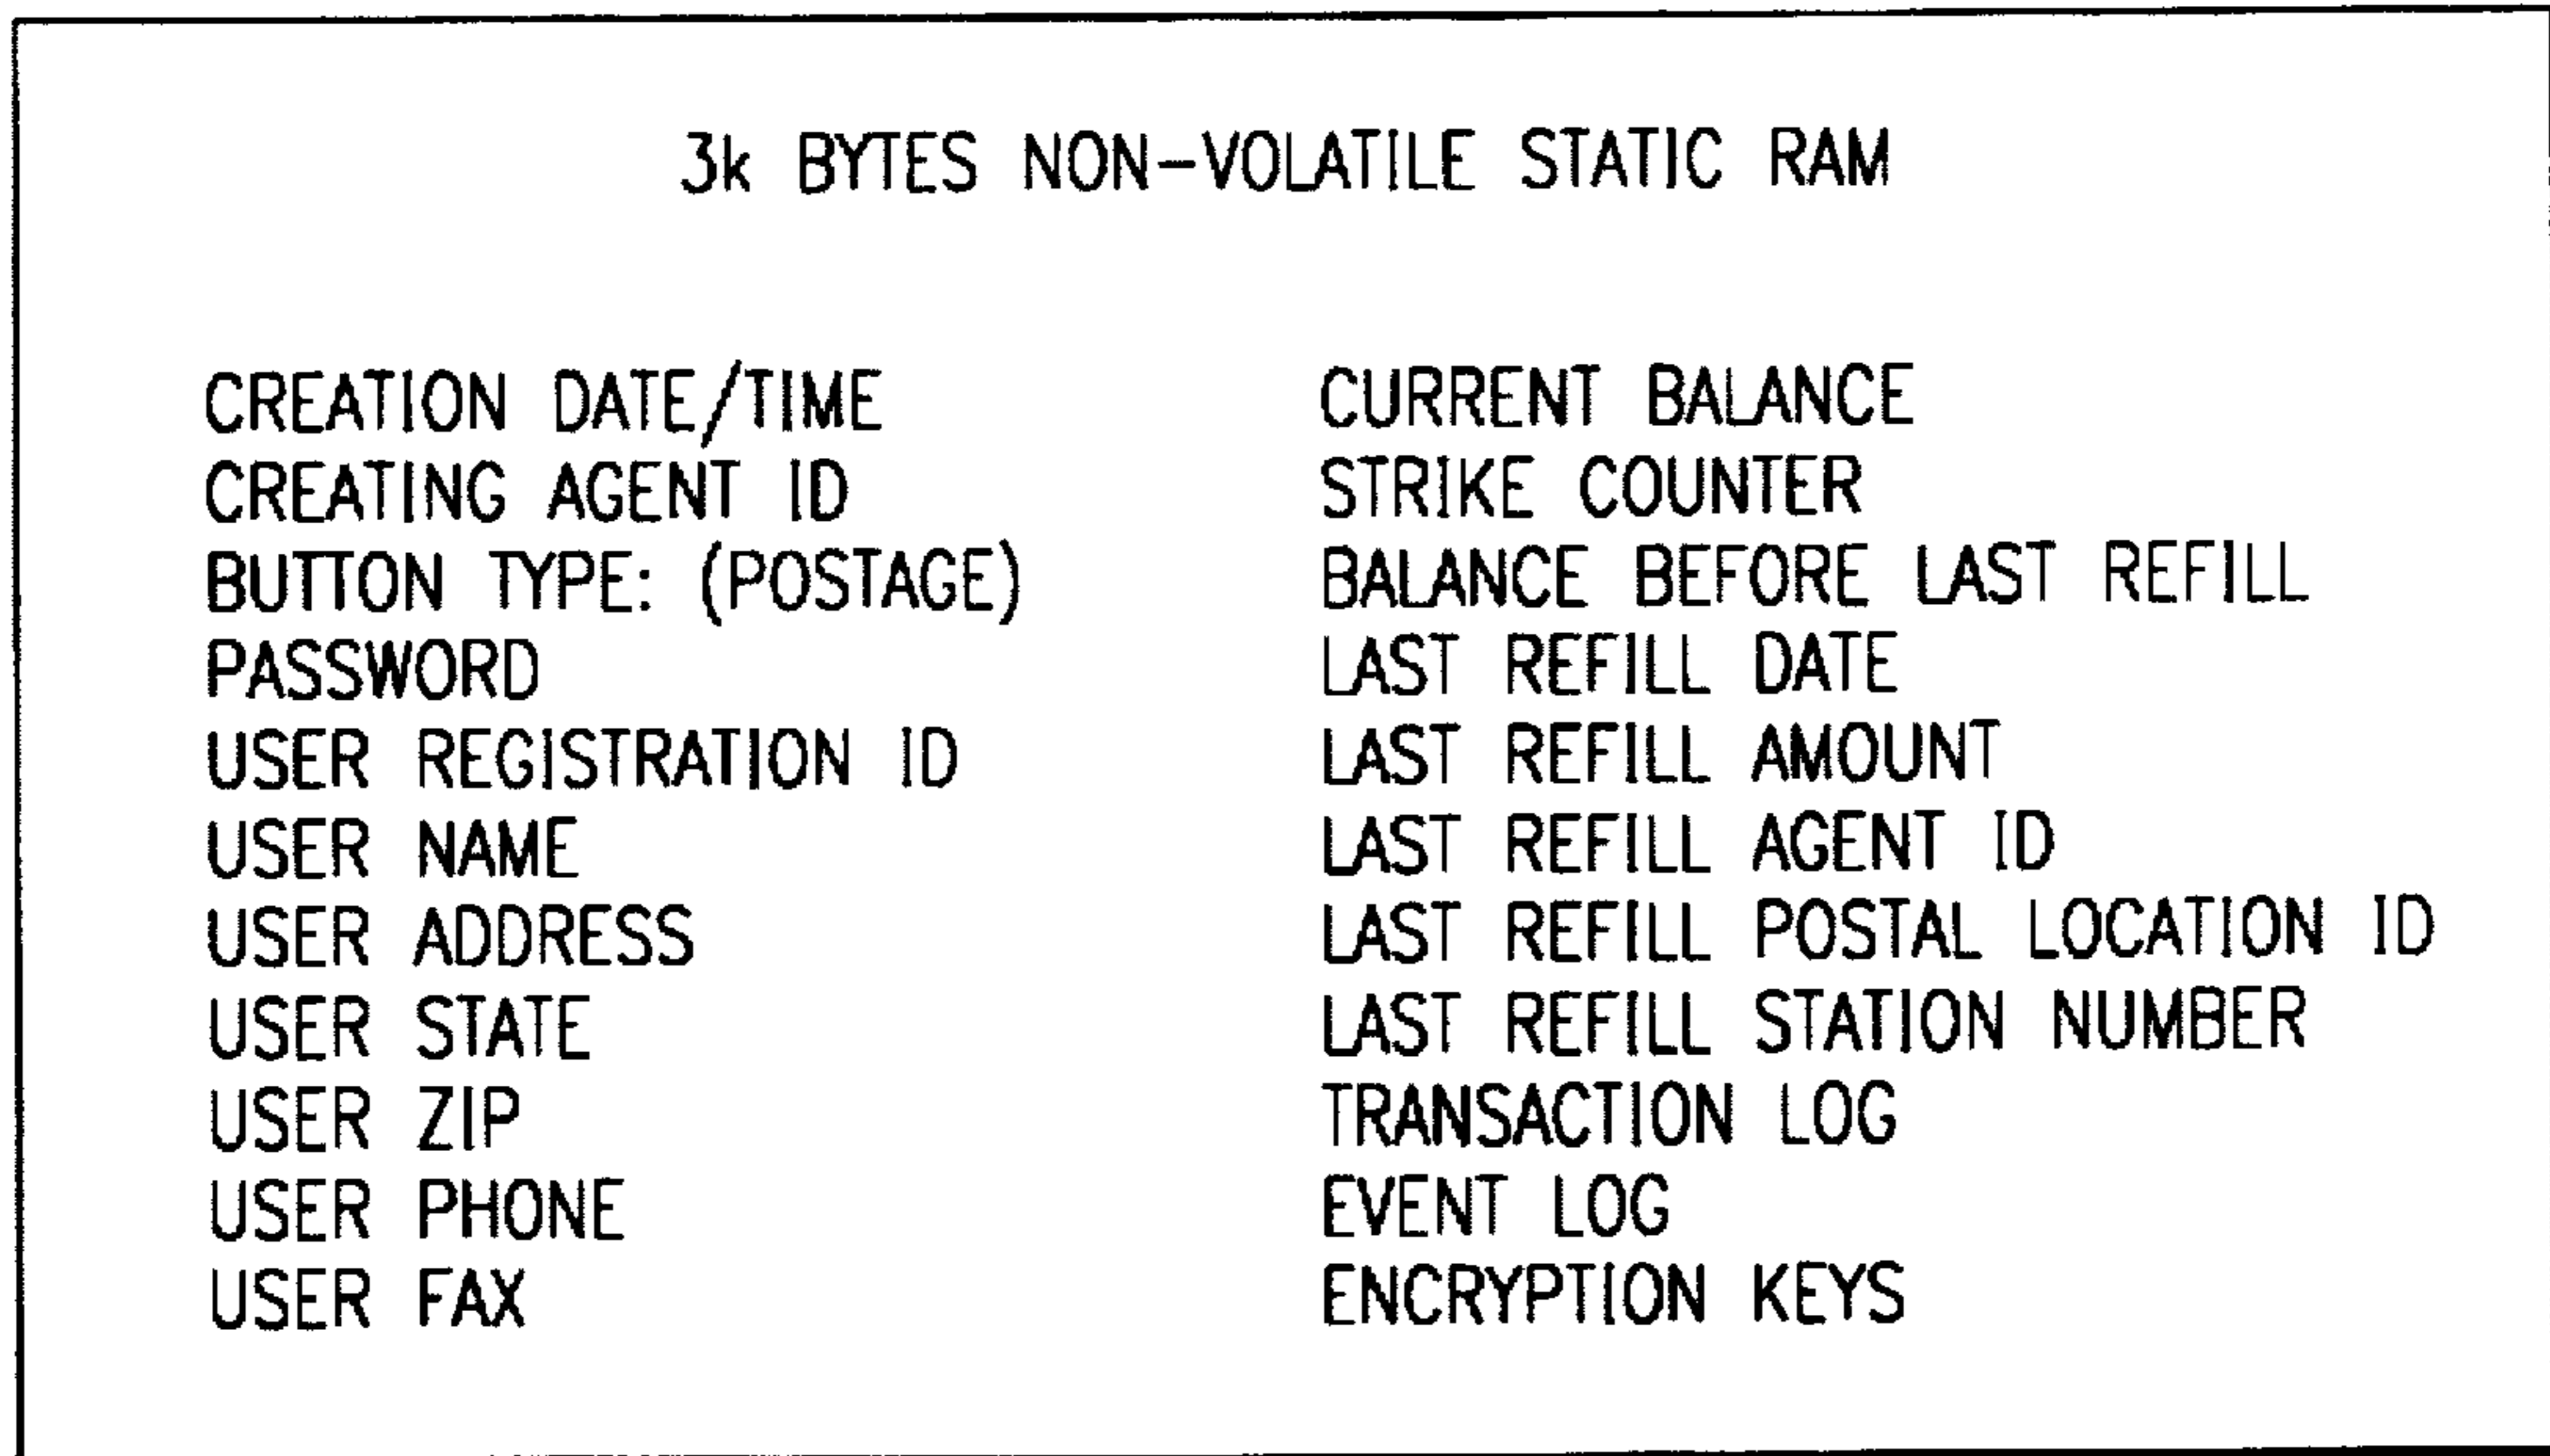 3k BYTES NON-VOLATILE STATIC RAM
CREATION DATE/TIME
CREATING AGENT ID
BUTTON TYPE: (POSTAGE)
PASSWORD
USER REGISTRATION ID
USER NAME
USER ADDRESS
USER STATE
USER ZIP
USER PHONE
USER FAX
CURRENT BALANCE
STRIKE COUNTER
BALANCE BEFORE LAST REFILL
LAST REFILL DATE
LAST REFILL AMOUNT
LAST REFILL AGENT ID
LAST REFILL POSTAL LOCATION ID
LAST REFILL STATION NUMBER
TRANSACTION LOG
EVENT LOG
ENCRYPTION KEYS